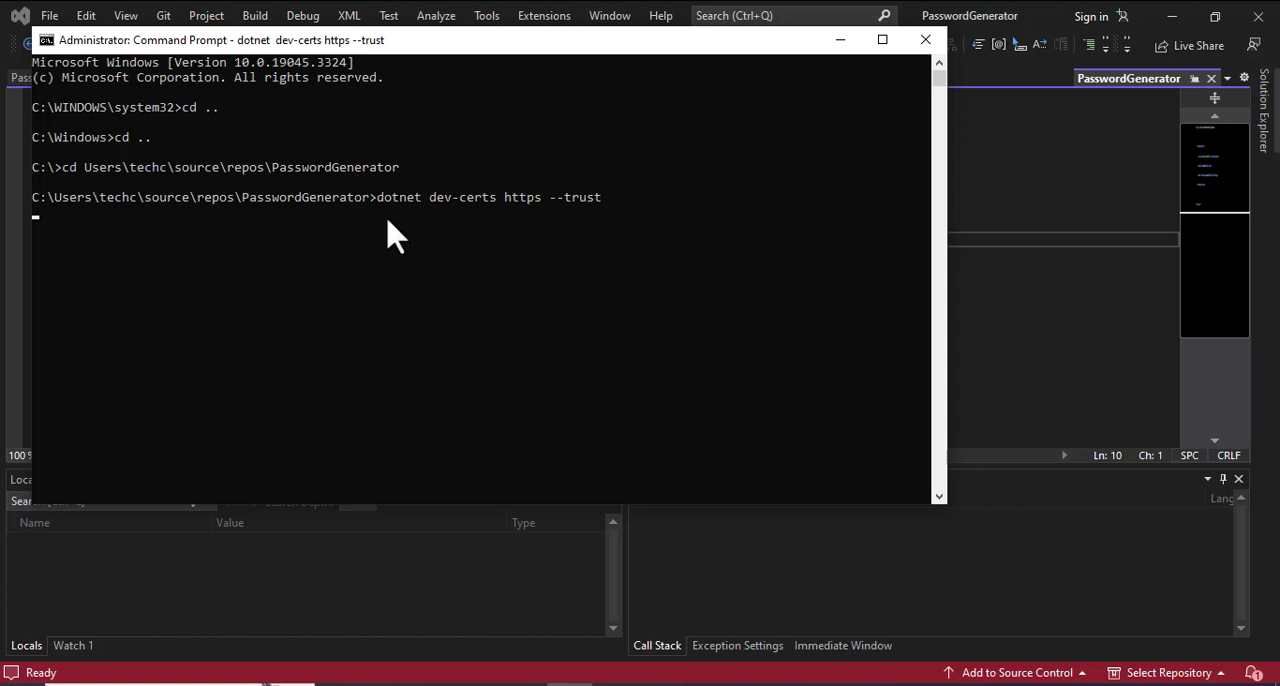 File Edit View Git Project Build Debug XML Test Analyze Tools Extensions Window Help Search (Ctrl+Q) PasswordGenerator Sign in
Administrator: Command Prompt - dotnet  dev-certs https --trust
Live Share
Microsoft Windows [Version 10.0.19045.3324]
(c) Microsoft Corporation. All rights reserved.
PasswordGenerator
C:\WINDOWS\system32>cd ..
C:\Windows>cd ..
C:\>cd Users\techc\source\repos\PasswordGenerator
C:\Users\techc\source\repos\PasswordGenerator>dotnet dev-certs https --trust
Solution Explorer
100 %
Ln: 10 Ch: 1 SPC CRLF
Name Value Type
Locals Watch 1
Call Stack Exception Settings Immediate Window
Ready Add to Source Control Select Repository 1